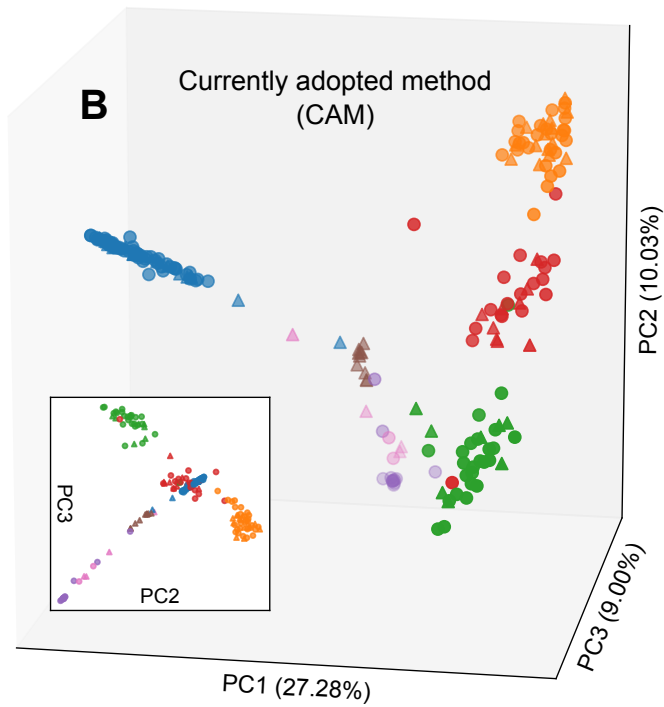 B
Currently adopted method
(CAM)
PC2 (10.03%)
PC3
PC2
PC3 (9.00%)
PC1 (27.28%)